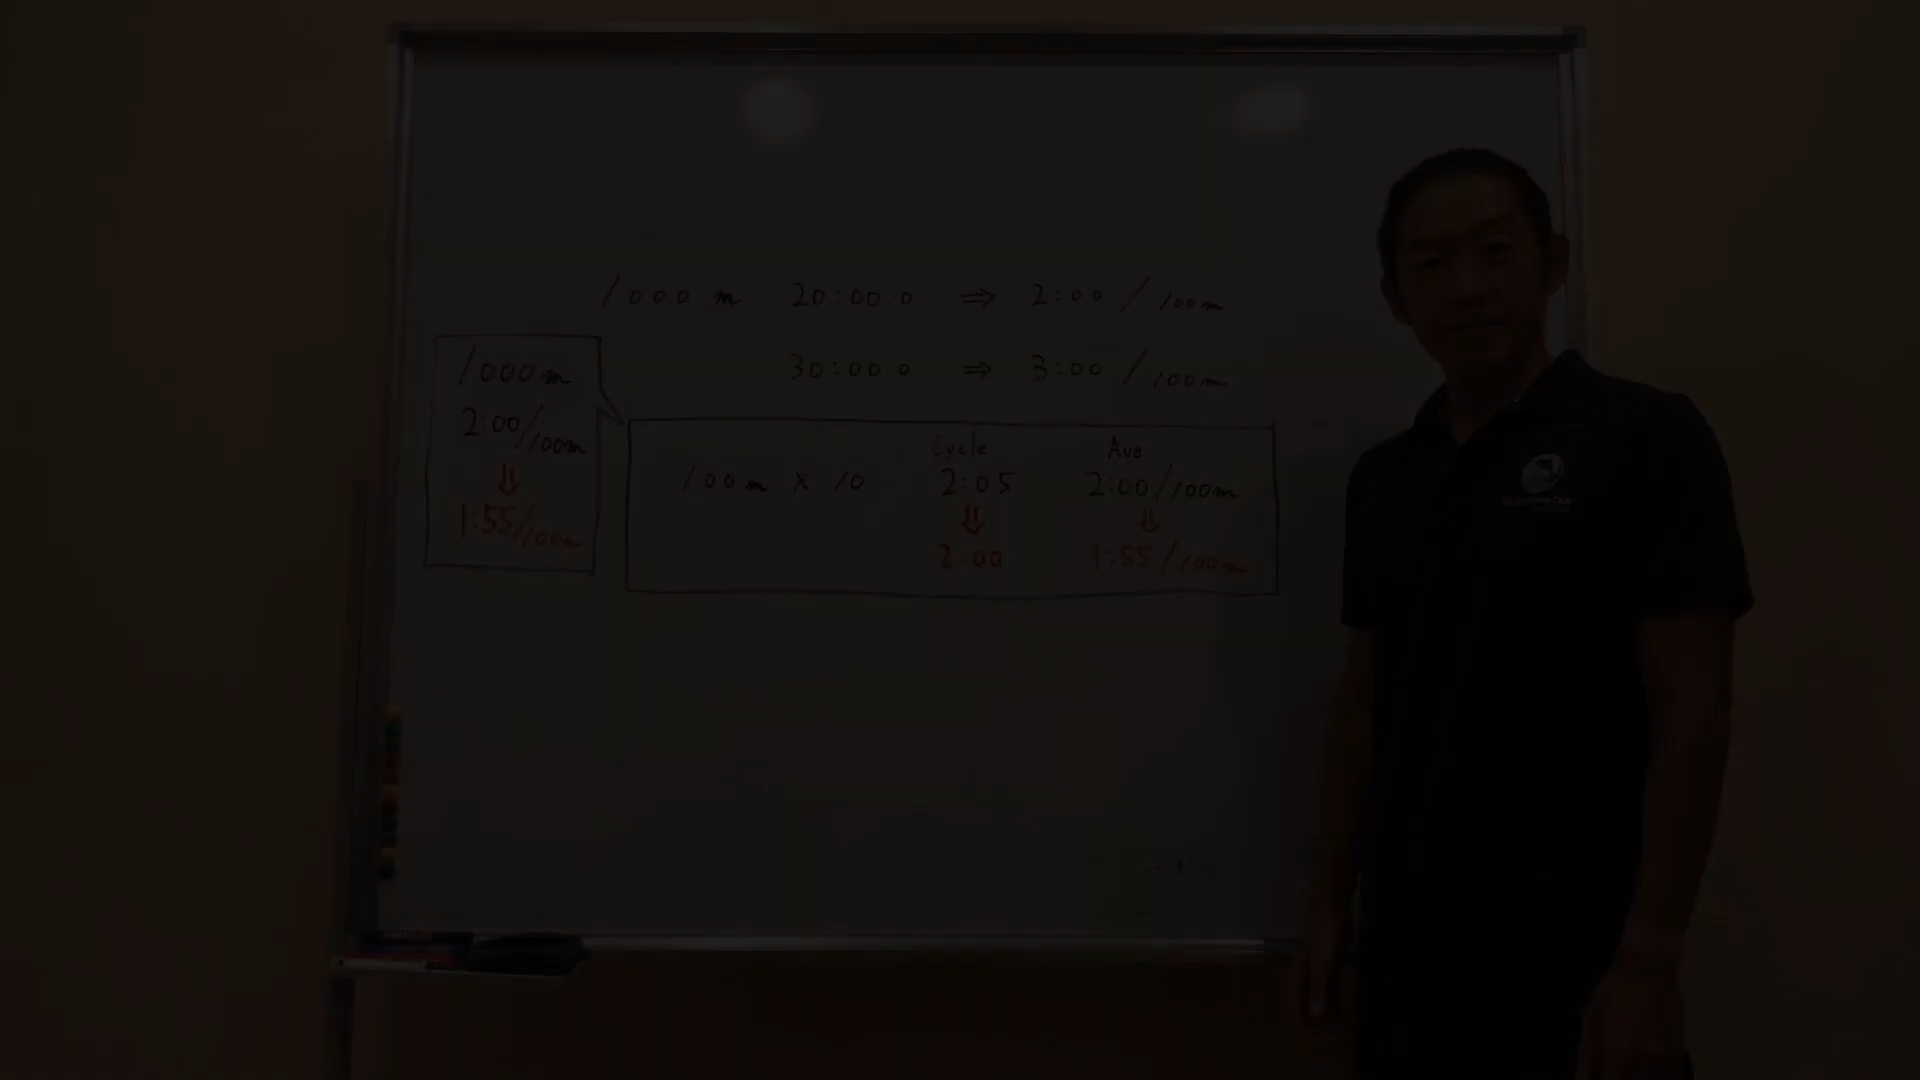 1000m 20:00.0 ⇒ 2:00/100m
30:00.0 ⇒ 3:00/100m
1000m
2:00/100m
⇓
1:55/100m
Cycle Ave
100m x 10 2:05 2:00/100m
⇓ ⇓
2:00 1:55/100m